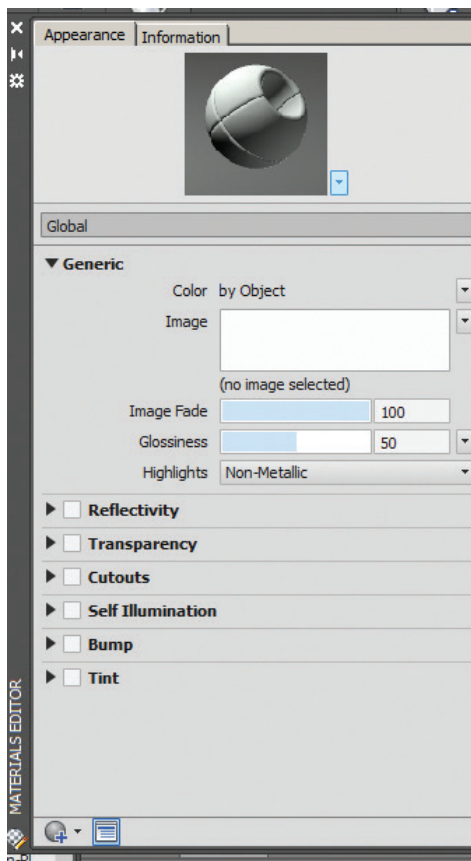 Appearance Information
Global
Generic
Color by Object
Image
(no image selected)
Image Fade 100
Glossiness 50
Highlights Non-Metallic
Reflectivity
Transparency
Cutouts
Self Illumination
Bump
Tint
MATERIALS EDITOR